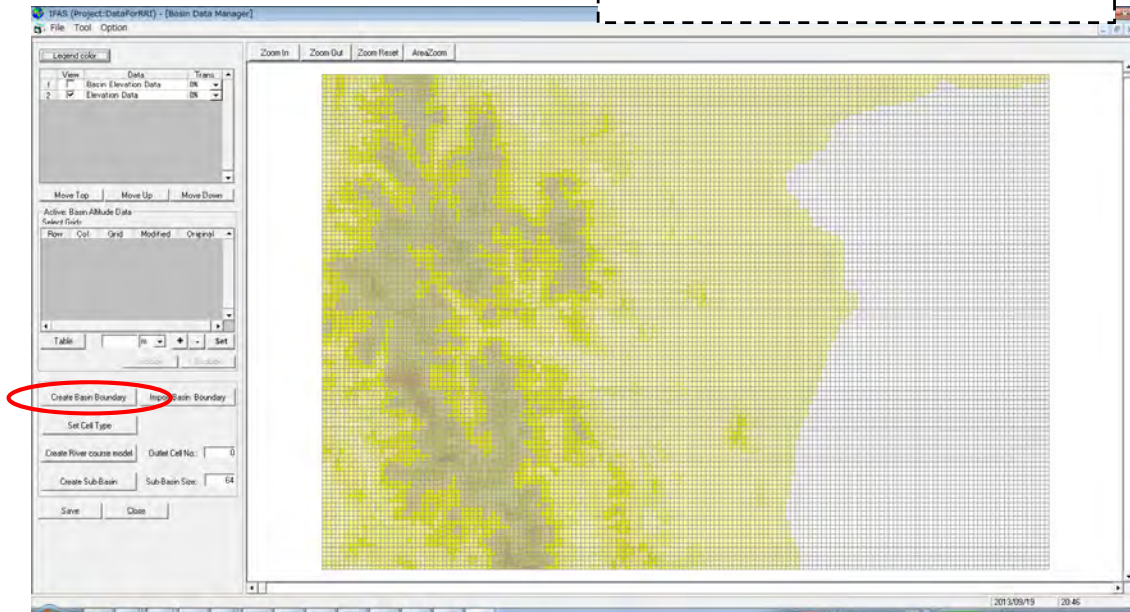 IFAS (Project:DataForRRI) - [Basin Data Manager]
File Tool Option
Legend color
Zoom In Zoom Out Zoom Reset AreaZoom
View Data Trans
1 Basin Elevation Data 0%
2 Elevation Data 0%
Move Top Move Up Move Down
Active: Basin Altitude Data
Select Grids
Row Col Grid Modified Original
Table m + - Set
Create Basin Boundary Import Basin Boundary
Set Cell Type
Create River course model Outlet Cell No.: 0
Create Sub-Basin Sub-Basin Size: 64
Save Close
2013/09/19 20:46